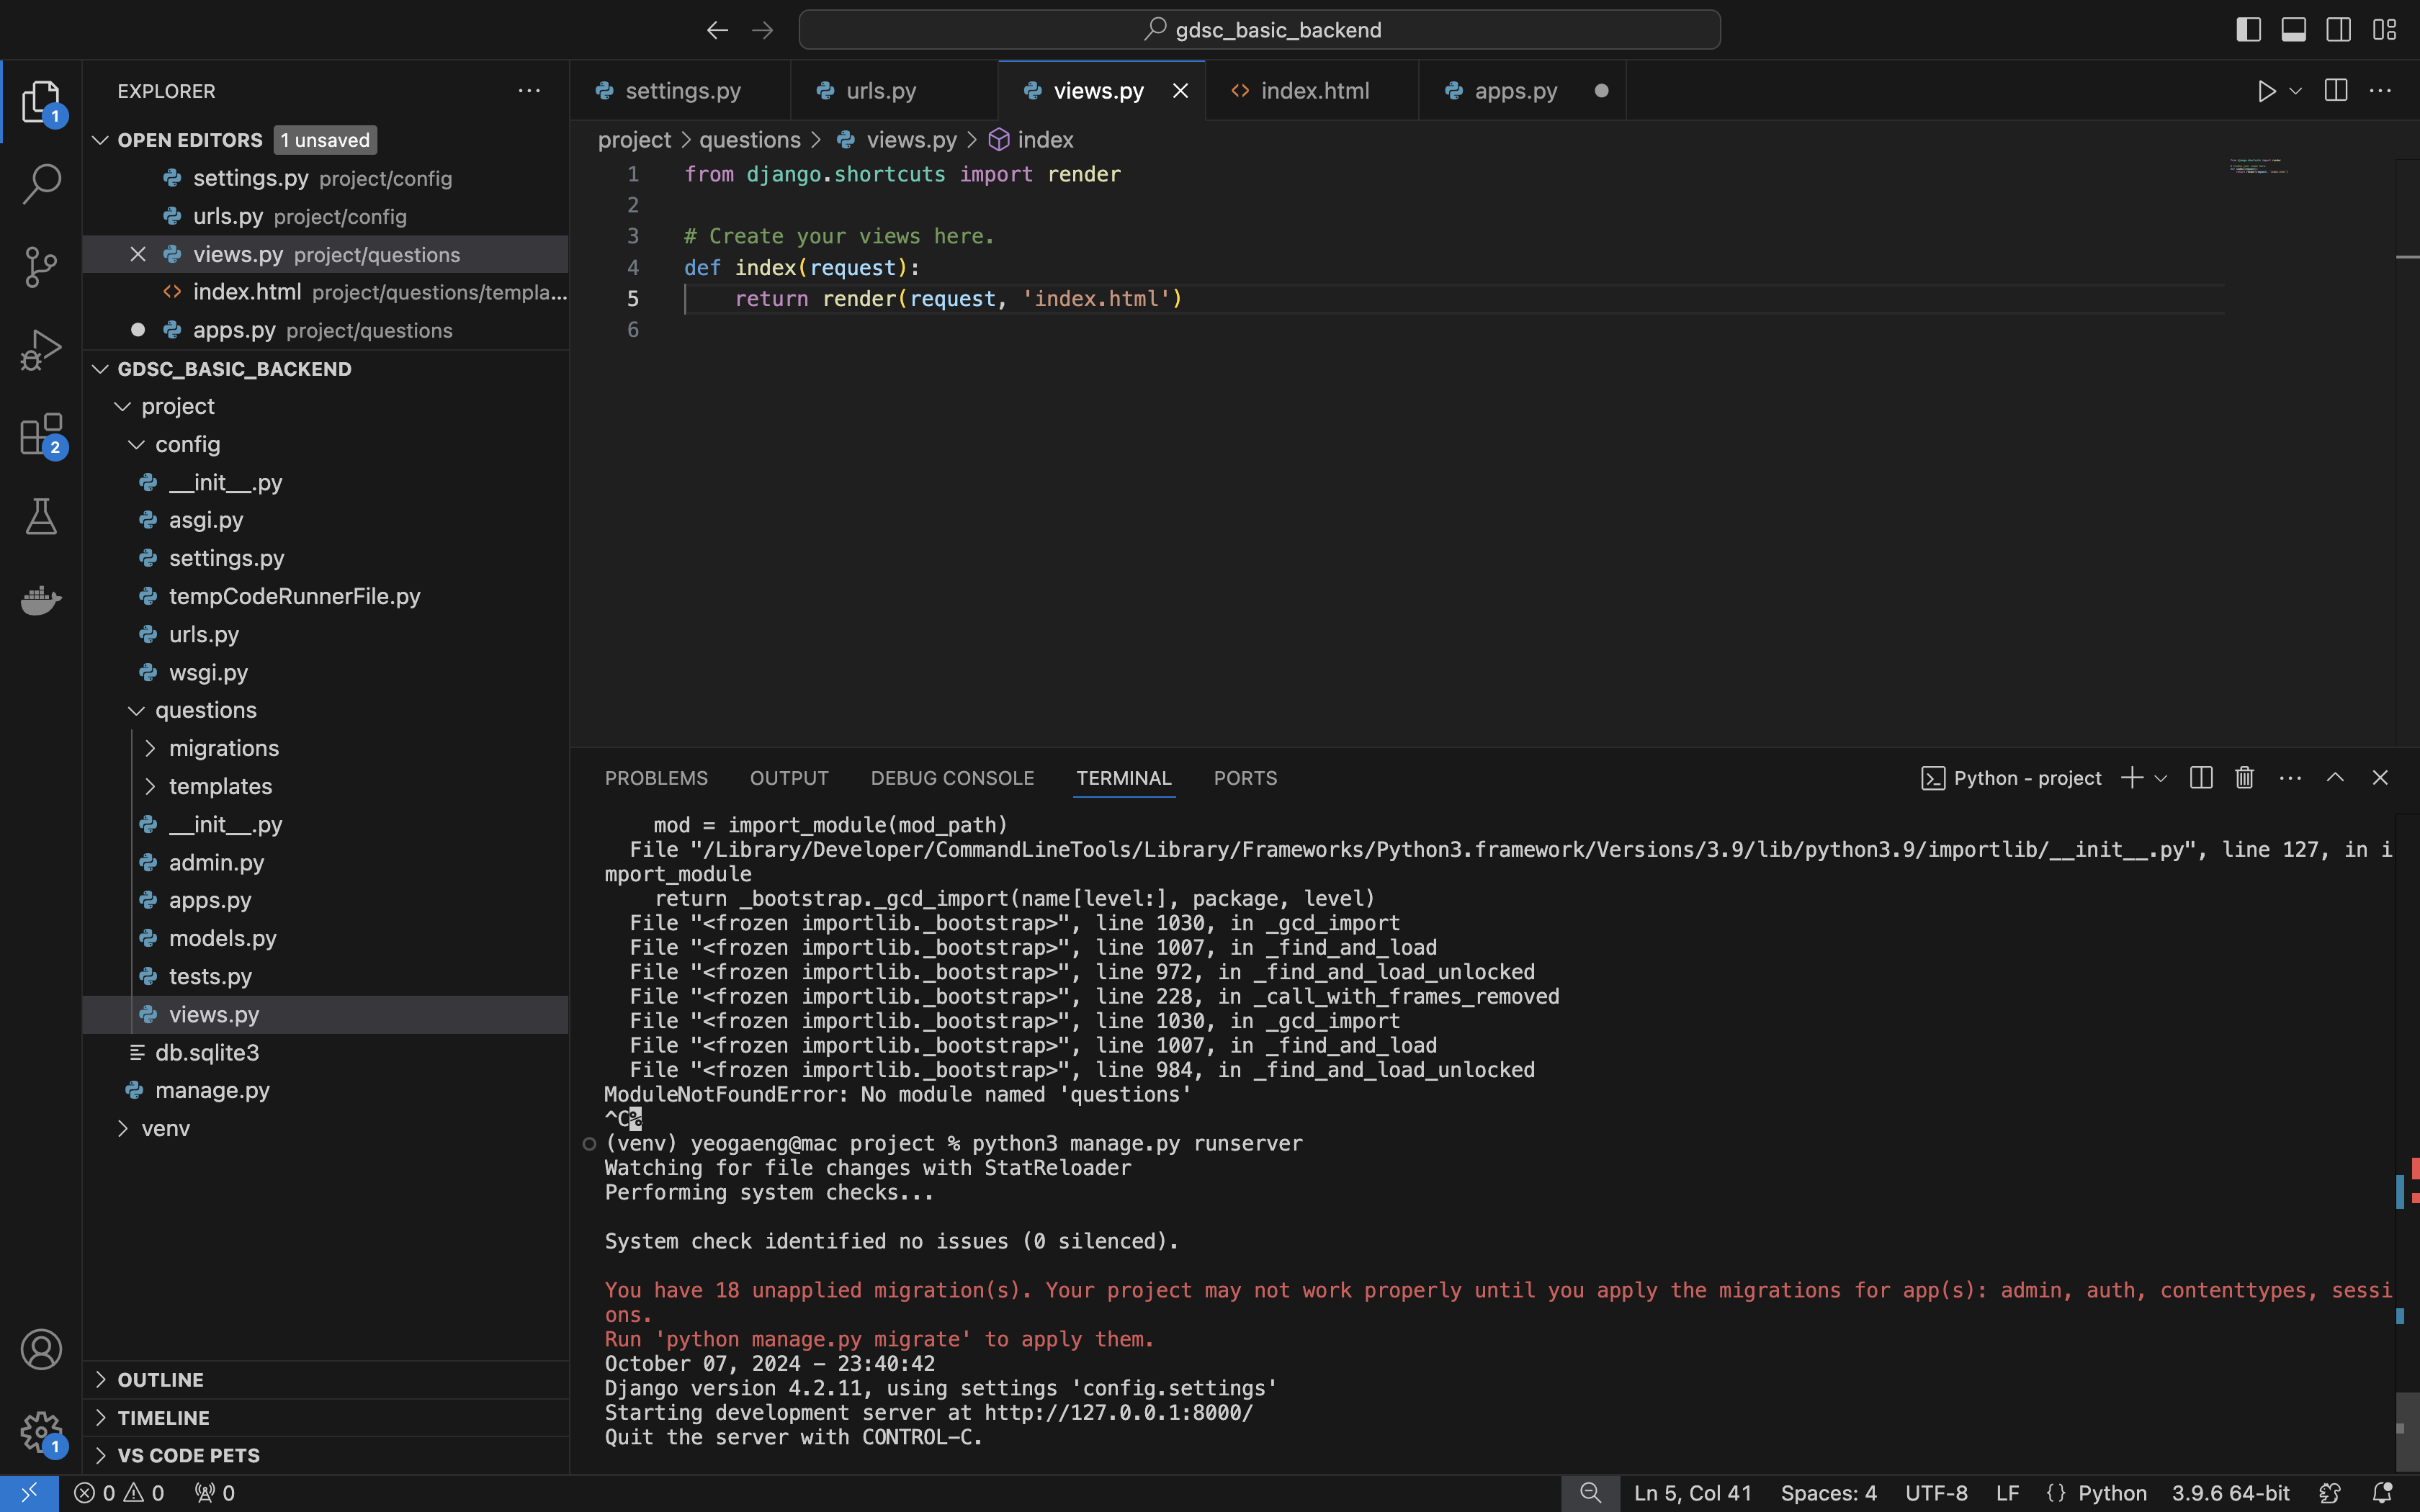 gdsc_basic_backend
EXPLORER
OPEN EDITORS 1 unsaved
settings.py project/config
urls.py project/config
views.py project/questions
index.html project/questions/templa...
apps.py project/questions
GDSC_BASIC_BACKEND
project
config
__init__.py
asgi.py
settings.py
tempCodeRunnerFile.py
urls.py
wsgi.py
questions
migrations
templates
__init__.py
admin.py
apps.py
models.py
tests.py
views.py
db.sqlite3
manage.py
venv
OUTLINE
TIMELINE
VS CODE PETS
1
2
1
settings.py urls.py views.py index.html apps.py
project > questions > views.py > index
1 from django.shortcuts import render
2
3 # Create your views here.
4 def index(request):
5     return render(request, 'index.html')
6
PROBLEMS OUTPUT DEBUG CONSOLE TERMINAL PORTS
Python - project
    mod = import_module(mod_path)
  File "/Library/Developer/CommandLineTools/Library/Frameworks/Python3.framework/Versions/3.9/lib/python3.9/importlib/__init__.py", line 127, in i
mport_module
    return _bootstrap._gcd_import(name[level:], package, level)
  File "<frozen importlib._bootstrap>", line 1030, in _gcd_import
  File "<frozen importlib._bootstrap>", line 1007, in _find_and_load
  File "<frozen importlib._bootstrap>", line 972, in _find_and_load_unlocked
  File "<frozen importlib._bootstrap>", line 228, in _call_with_frames_removed
  File "<frozen importlib._bootstrap>", line 1030, in _gcd_import
  File "<frozen importlib._bootstrap>", line 1007, in _find_and_load
  File "<frozen importlib._bootstrap>", line 984, in _find_and_load_unlocked
ModuleNotFoundError: No module named 'questions'
^C%
(venv) yeogaeng@mac project % python3 manage.py runserver
Watching for file changes with StatReloader
Performing system checks...
System check identified no issues (0 silenced).
You have 18 unapplied migration(s). Your project may not work properly until you apply the migrations for app(s): admin, auth, contenttypes, sessi
ons.
Run 'python manage.py migrate' to apply them.
October 07, 2024 - 23:40:42
Django version 4.2.11, using settings 'config.settings'
Starting development server at http://127.0.0.1:8000/
Quit the server with CONTROL-C.
0 0 0 Ln 5, Col 41 Spaces: 4 UTF-8 LF {} Python 3.9.6 64-bit